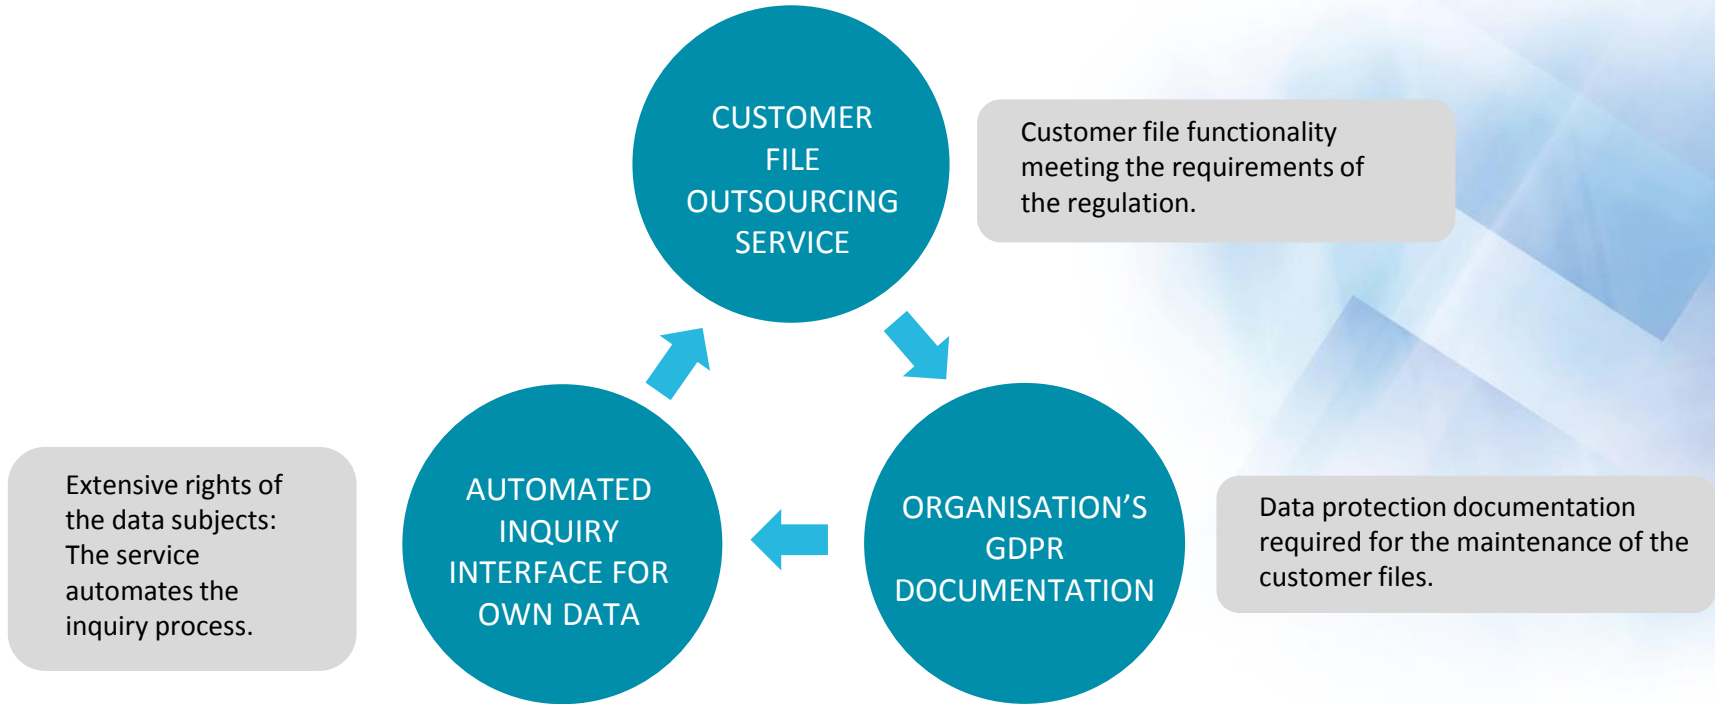 CUSTOMER
FILE
OUTSOURCING
SERVICE
Customer file functionality
meeting the requirements of
the regulation.
Extensive rights of
the data subjects:
The service
automates the
inquiry process.
AUTOMATED
INQUIRY
INTERFACE FOR
OWN DATA
ORGANISATION’S
GDPR
DOCUMENTATION
Data protection documentation
required for the maintenance of the
customer files.